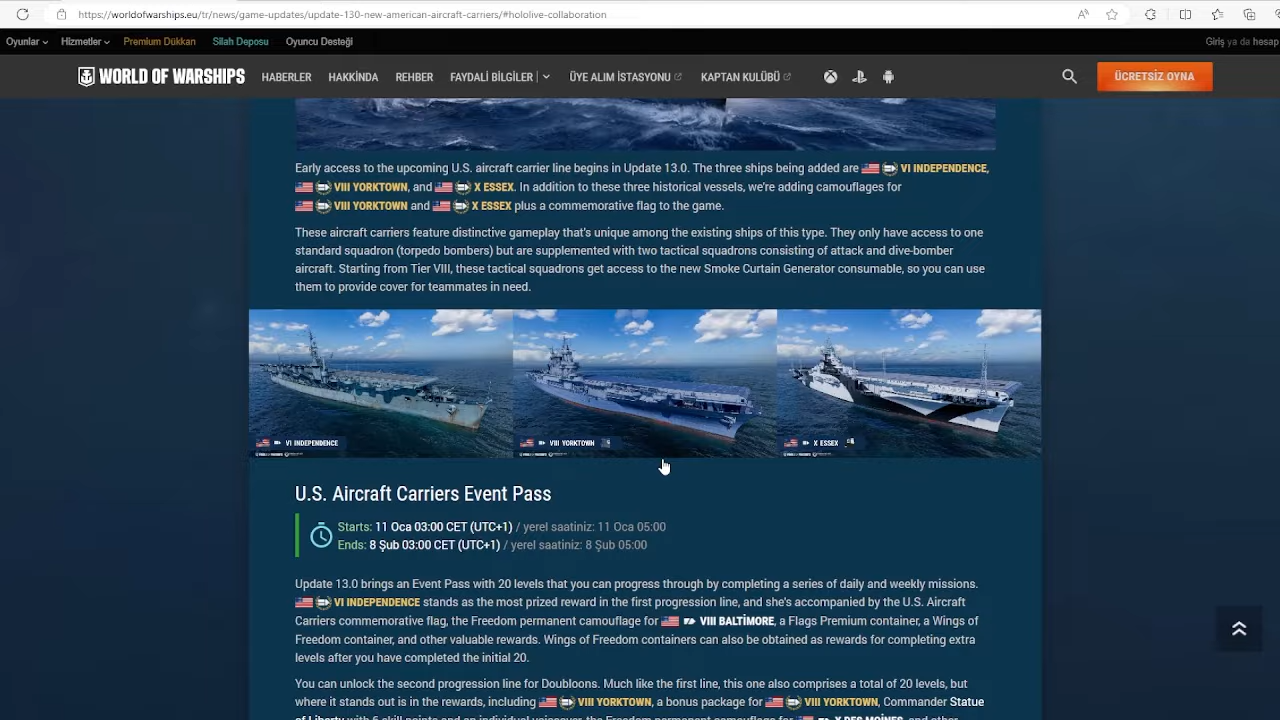 https://worldofwarships.eu/tr/news/game-updates/update-130-new-american-aircraft-carriers/#hololive-collaboration
Oyunlar Hizmetler Premium Dükkan Silah Deposu Oyuncu Desteği Giriş ya da hesap
WORLD OF WARSHIPS HABERLER HAKKINDA REHBER FAYDALİ BİLGİLER ÜYE ALIM İSTASYONU KAPTAN KULÜBÜ ÜCRETSİZ OYNA
Early access to the upcoming U.S. aircraft carrier line begins in Update 13.0. The three ships being added are VI INDEPENDENCE,
VIII YORKTOWN, and X ESSEX. In addition to these three historical vessels, we're adding camouflages for
VIII YORKTOWN and X ESSEX plus a commemorative flag to the game.
These aircraft carriers feature distinctive gameplay that's unique among the existing ships of this type. They only have access to one
standard squadron (torpedo bombers) but are supplemented with two tactical squadrons consisting of attack and dive-bomber
aircraft. Starting from Tier VIII, these tactical squadrons get access to the new Smoke Curtain Generator consumable, so you can use
them to provide cover for teammates in need.
VI INDEPENDENCE VIII YORKTOWN X ESSEX
U.S. Aircraft Carriers Event Pass
Starts: 11 Oca 03:00 CET (UTC+1) / yerel saatiniz: 11 Oca 05:00
Ends: 8 Şub 03:00 CET (UTC+1) / yerel saatiniz: 8 Şub 05:00
Update 13.0 brings an Event Pass with 20 levels that you can progress through by completing a series of daily and weekly missions.
VI INDEPENDENCE stands as the most prized reward in the first progression line, and she's accompanied by the U.S. Aircraft
Carriers commemorative flag, the Freedom permanent camouflage for VIII BALTİMORE, a Flags Premium container, a Wings of
Freedom container, and other valuable rewards. Wings of Freedom containers can also be obtained as rewards for completing extra
levels after you have completed the initial 20.
You can unlock the second progression line for Doubloons. Much like the first line, this one also comprises a total of 20 levels, but
where it stands out is in the rewards, including VIII YORKTOWN, a bonus package for VIII YORKTOWN, Commander Statue
of Liberty with 6 skill points and an individual voiceover, the Freedom permanent camouflage for X DES MOINES, and other